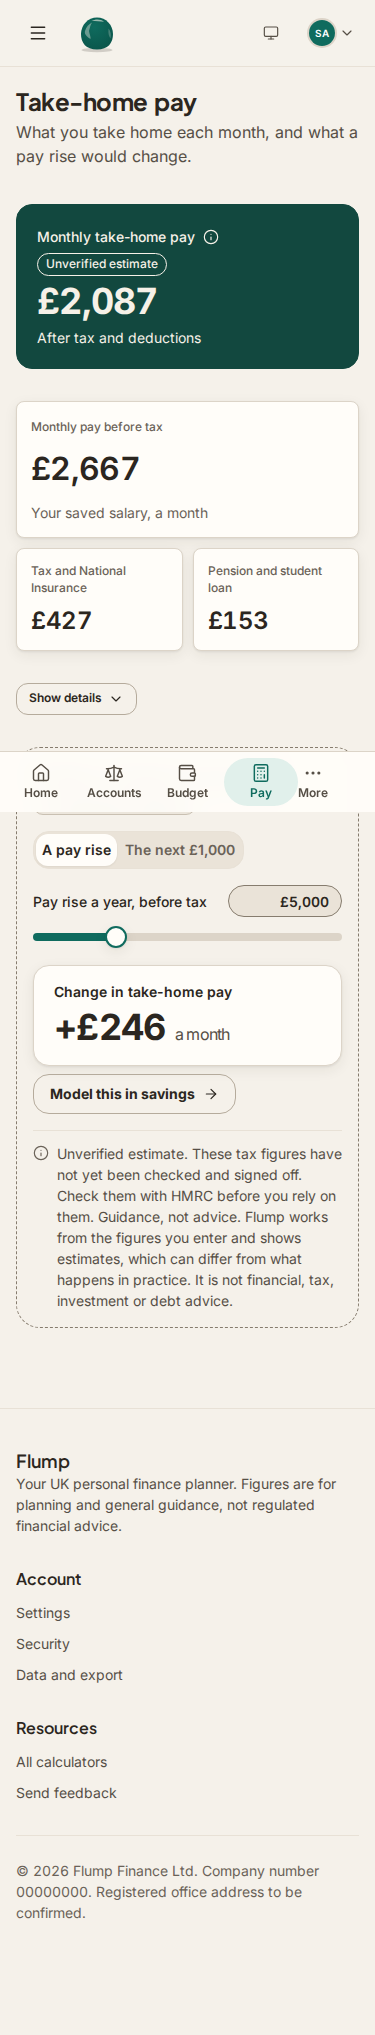 SA
Take-home pay
What you take home each month, and what a
pay rise would change.
Monthly take-home pay
Unverified estimate
£2,087
After tax and deductions
Monthly pay before tax
£2,667
Your saved salary, a month
Tax and National
Insurance
£427
Pension and student
loan
£153
Show details
Home Accounts Budget Pay More
A pay rise The next £1,000
Pay rise a year, before tax £5,000
Change in take-home pay
+£246 a month
Model this in savings
Unverified estimate. These tax figures have
not yet been checked and signed off.
Check them with HMRC before you rely on
them. Guidance, not advice. Flump works
from the figures you enter and shows
estimates, which can differ from what
happens in practice. It is not financial, tax,
investment or debt advice.
Flump
Your UK personal finance planner. Figures are for
planning and general guidance, not regulated
financial advice.
Account
Settings
Security
Data and export
Resources
All calculators
Send feedback
© 2026 Flump Finance Ltd. Company number
00000000. Registered office address to be
confirmed.